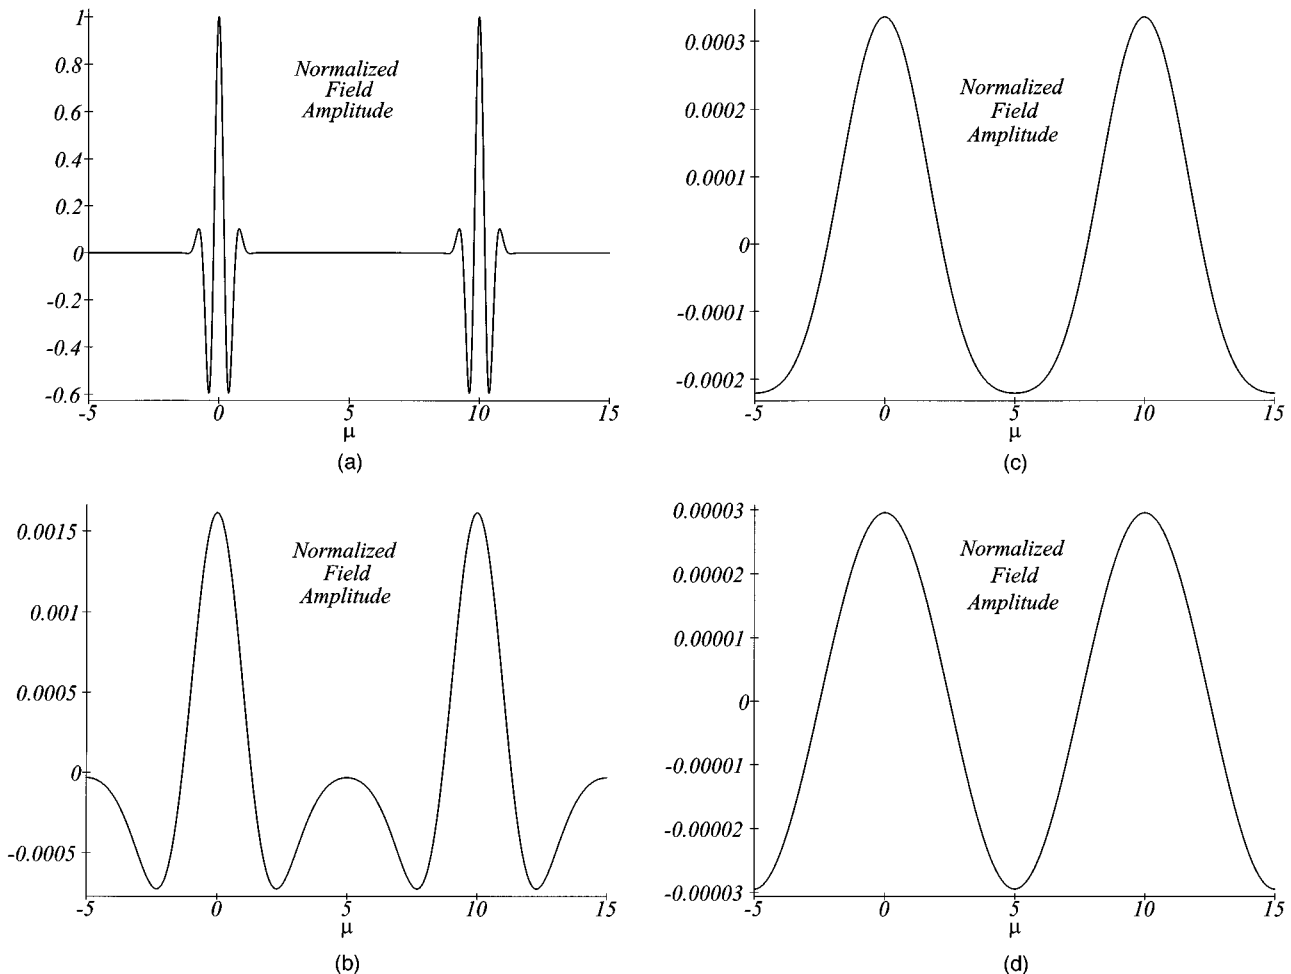 1
0.8
0.6
0.4
0.2
0
-0.2
-0.4
-0.6
-5
0
5
10
15
μ
Normalized
Field
Amplitude
(a)
0.0003
0.0002
0.0001
0
-0.0001
-0.0002
-5
0
5
10
15
μ
Normalized
Field
Amplitude
(c)
0.0015
0.001
0.0005
0
-0.0005
-5
0
5
10
15
μ
Normalized
Field
Amplitude
(b)
0.00003
0.00002
0.00001
0
-0.00001
-0.00002
-0.00003
-5
0
5
10
15
μ
Normalized
Field
Amplitude
(d)